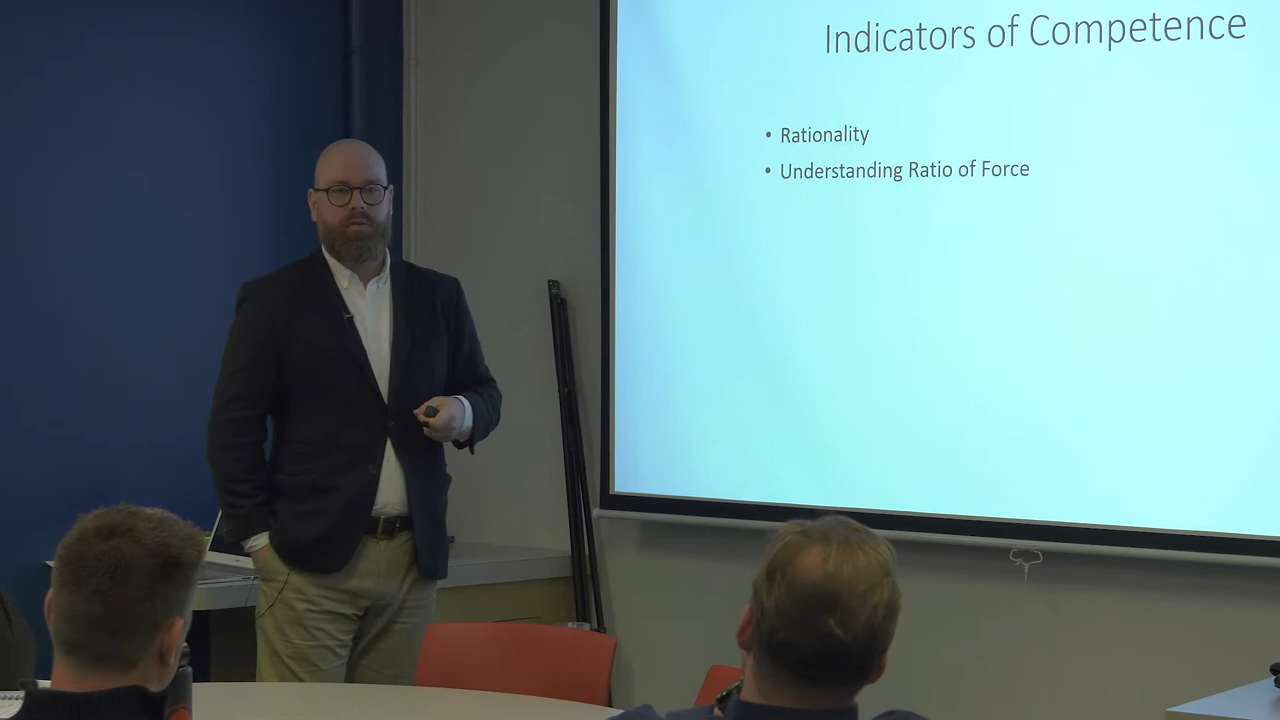 Indicators of Competence
• Rationality
• Understanding Ratio of Force